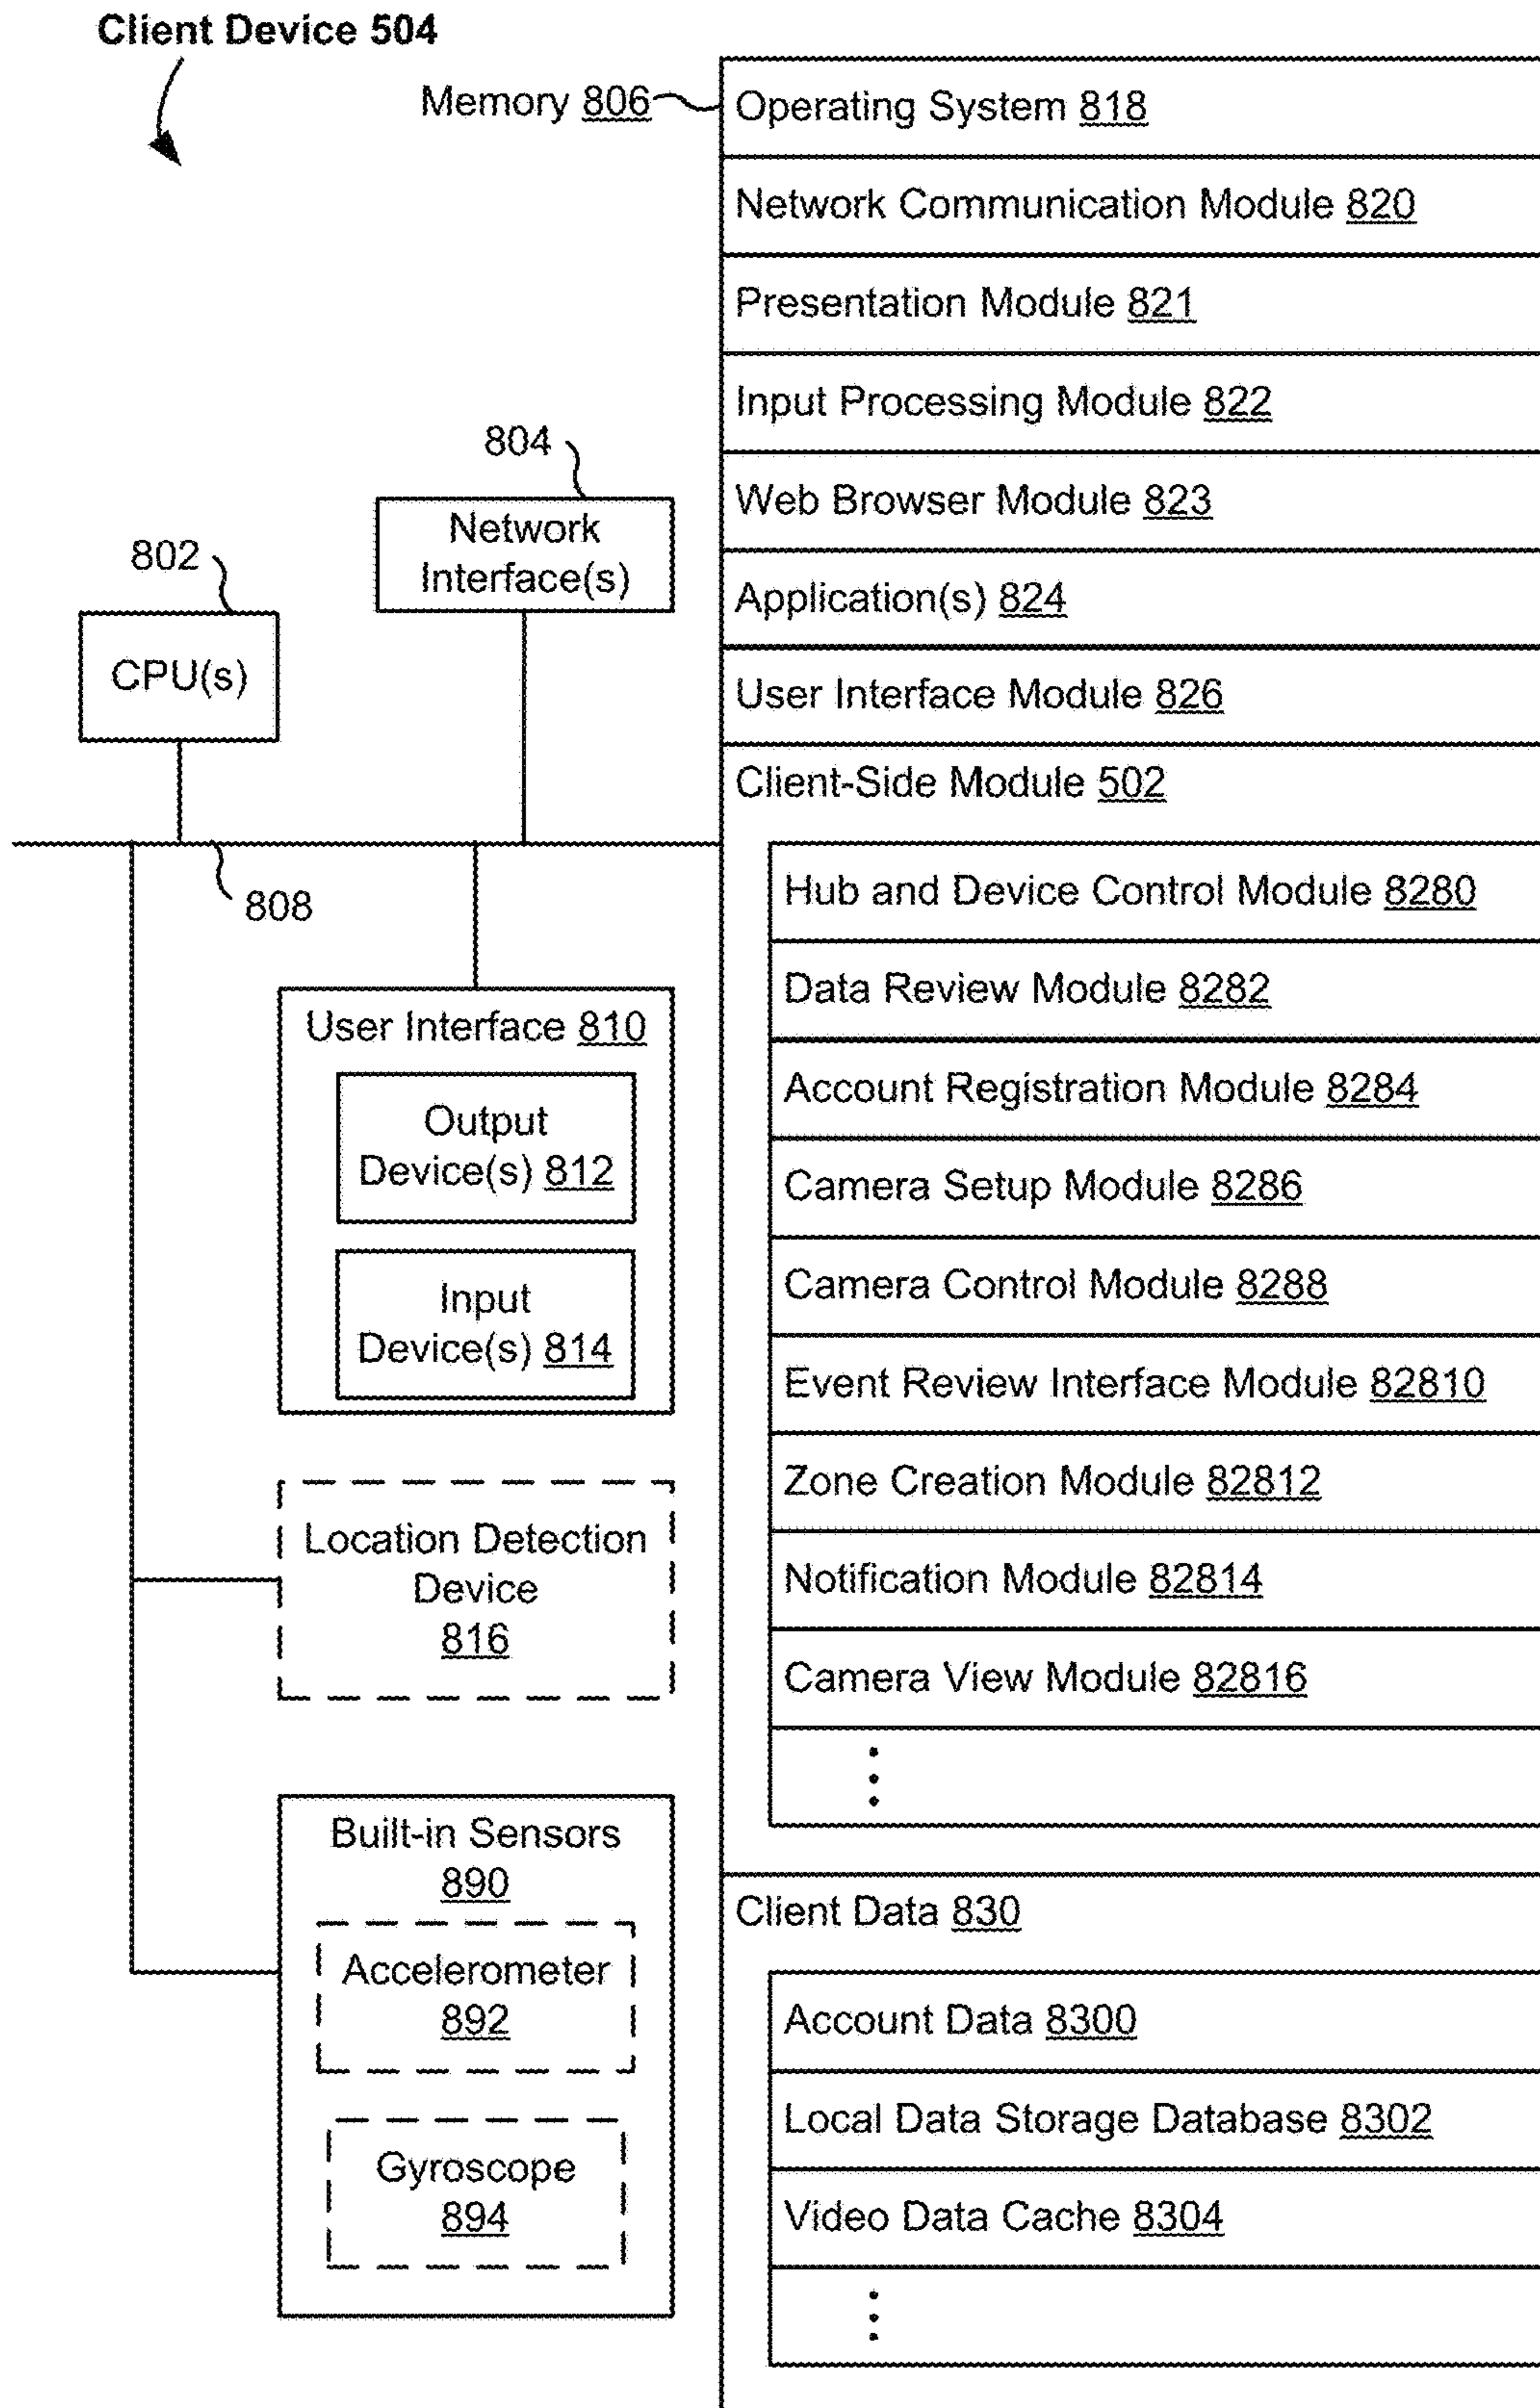 Client Device 504
Memory 806
Operating System 818
Network Communication Module 820
Presentation Module 821
Input Processing Module 822
Web Browser Module 823
Application(s) 824
User Interface Module 826
Client-Side Module 502
Hub and Device Control Module 8280
Data Review Module 8282
Account Registration Module 8284
Camera Setup Module 8286
Camera Control Module 8288
Event Review Interface Module 82810
Zone Creation Module 82812
Notification Module 82814
Camera View Module 82816
Client Data 830
Account Data 8300
Local Data Storage Database 8302
Video Data Cache 8304
804
Network
Interface(s)
802
CPU(s)
808
User Interface 810
Output
Device(s) 812
Input
Device(s) 814
Location Detection
Device
816
Built-in Sensors
890
Accelerometer
892
Gyroscope
894